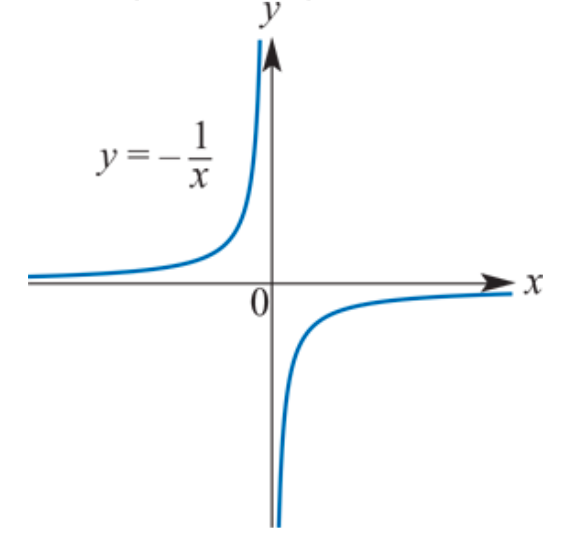 y
y = −1/x
x
0